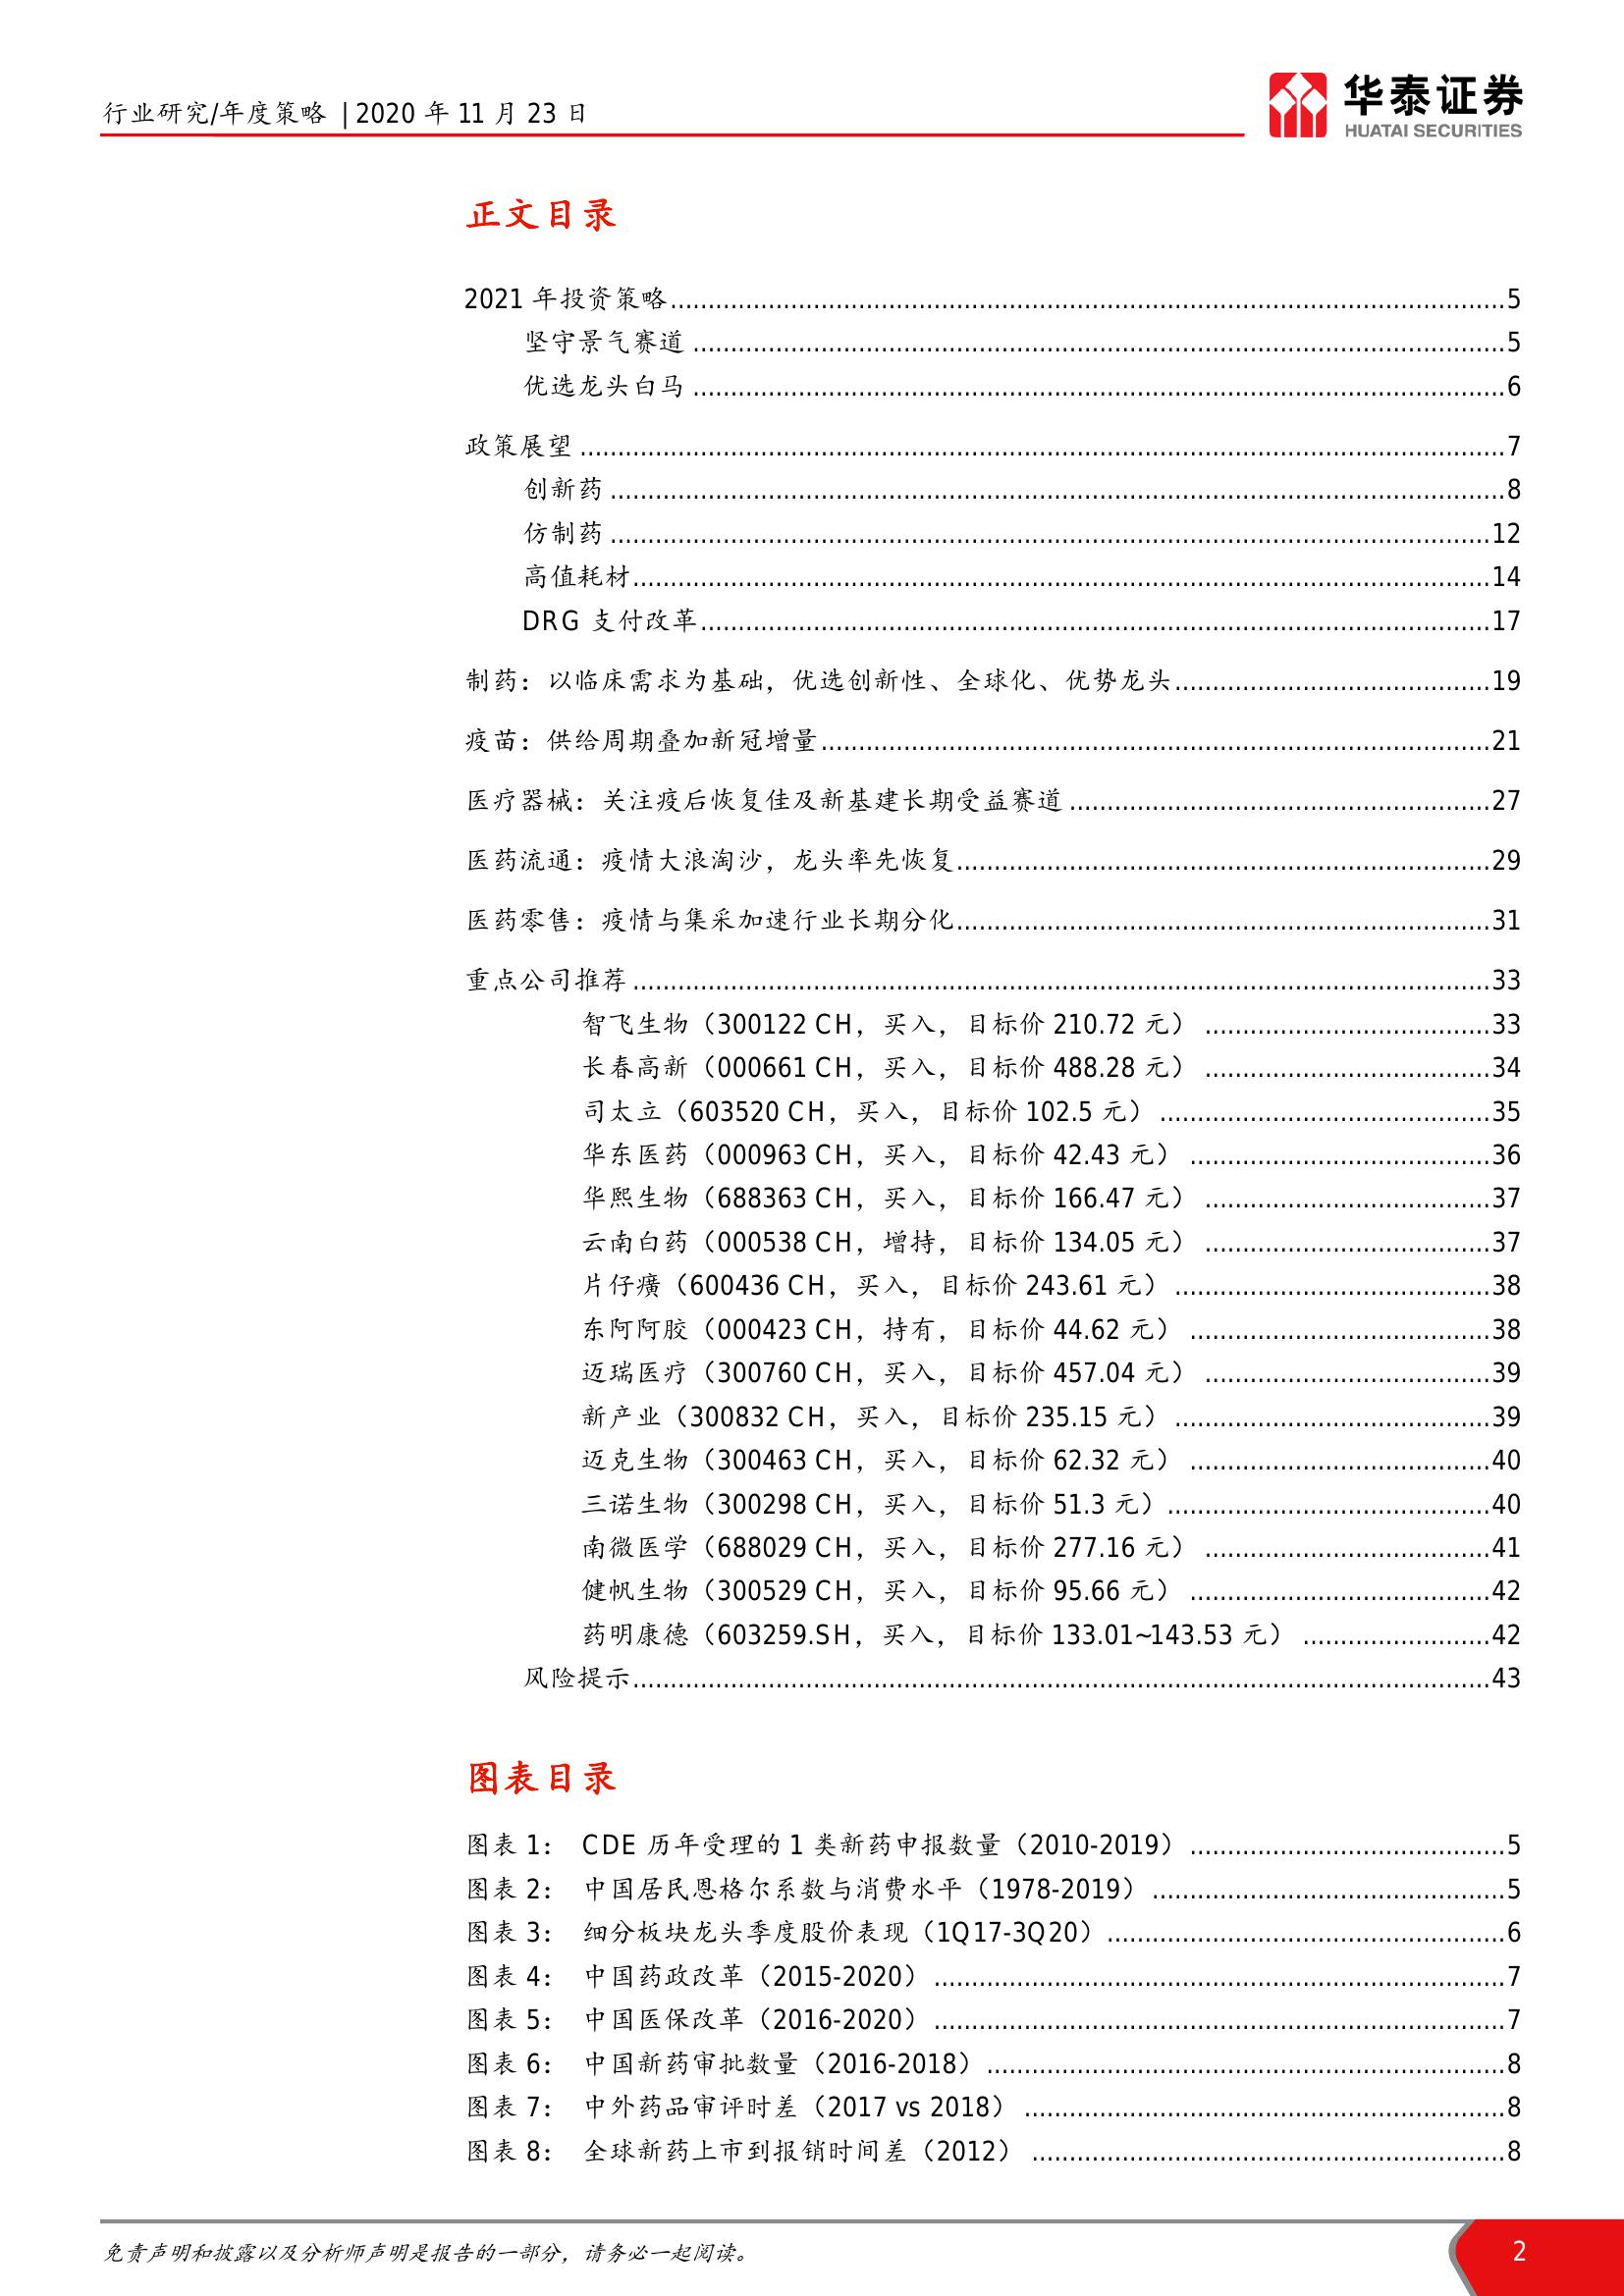 行业研究/年度策略 | 2020 年 11 月 23 日
华泰证券
HUATAI SECURITIES
正文目录
2021 年投资策略....................5
坚守景气赛道....................5
优选龙头白马....................6
政策展望....................7
创新药....................8
仿制药....................12
高值耗材....................14
DRG 支付改革....................17
制药：以临床需求为基础，优选创新性、全球化、优势龙头....................19
疫苗：供给周期叠加新冠增量....................21
医疗器械：关注疫后恢复佳及新基建长期受益赛道....................27
医药流通：疫情大浪淘沙，龙头率先恢复....................29
医药零售：疫情与集采加速行业长期分化....................31
重点公司推荐....................33
智飞生物（300122 CH，买入，目标价 210.72 元）....................33
长春高新（000661 CH，买入，目标价 488.28 元）....................34
司太立（603520 CH，买入，目标价 102.5 元）....................35
华东医药（000963 CH，买入，目标价 42.43 元）....................36
华熙生物（688363 CH，买入，目标价 166.47 元）....................37
云南白药（000538 CH，增持，目标价 134.05 元）....................37
片仔癀（600436 CH，买入，目标价 243.61 元）....................38
东阿阿胶（000423 CH，持有，目标价 44.62 元）....................38
迈瑞医疗（300760 CH，买入，目标价 457.04 元）....................39
新产业（300832 CH，买入，目标价 235.15 元）....................39
迈克生物（300463 CH，买入，目标价 62.32 元）....................40
三诺生物（300298 CH，买入，目标价 51.3 元）....................40
南微医学（688029 CH，买入，目标价 277.16 元）....................41
健帆生物（300529 CH，买入，目标价 95.66 元）....................42
药明康德（603259.SH，买入，目标价 133.01~143.53 元）....................42
风险提示....................43
图表目录
图表 1： CDE 历年受理的 1 类新药申报数量（2010-2019）....................5
图表 2： 中国居民恩格尔系数与消费水平（1978-2019）....................5
图表 3： 细分板块龙头季度股价表现（1Q17-3Q20）....................6
图表 4： 中国药政改革（2015-2020）....................7
图表 5： 中国医保改革（2016-2020）....................7
图表 6： 中国新药审批数量（2016-2018）....................8
图表 7： 中外药品审评时差（2017 vs 2018）....................8
图表 8： 全球新药上市到报销时间差（2012）....................8
免责声明和披露以及分析师声明是报告的一部分，请务必一起阅读。
2